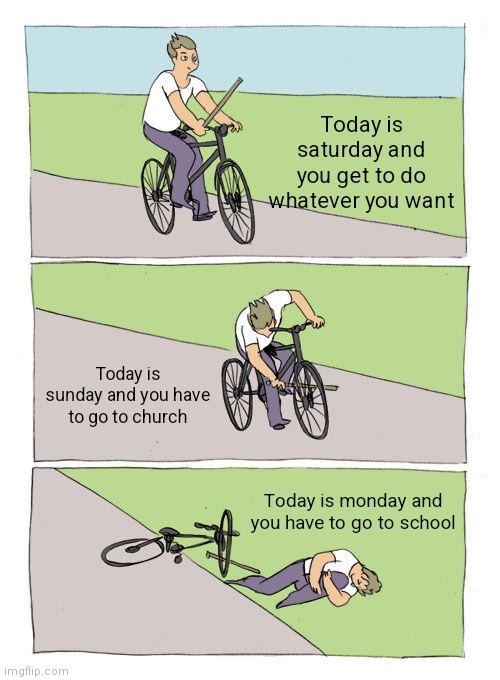 Today is
saturday and
you get to do
whatever you want
Today is
sunday and you have
to go to church
Today is monday and
you have to go to school
imgflip.com